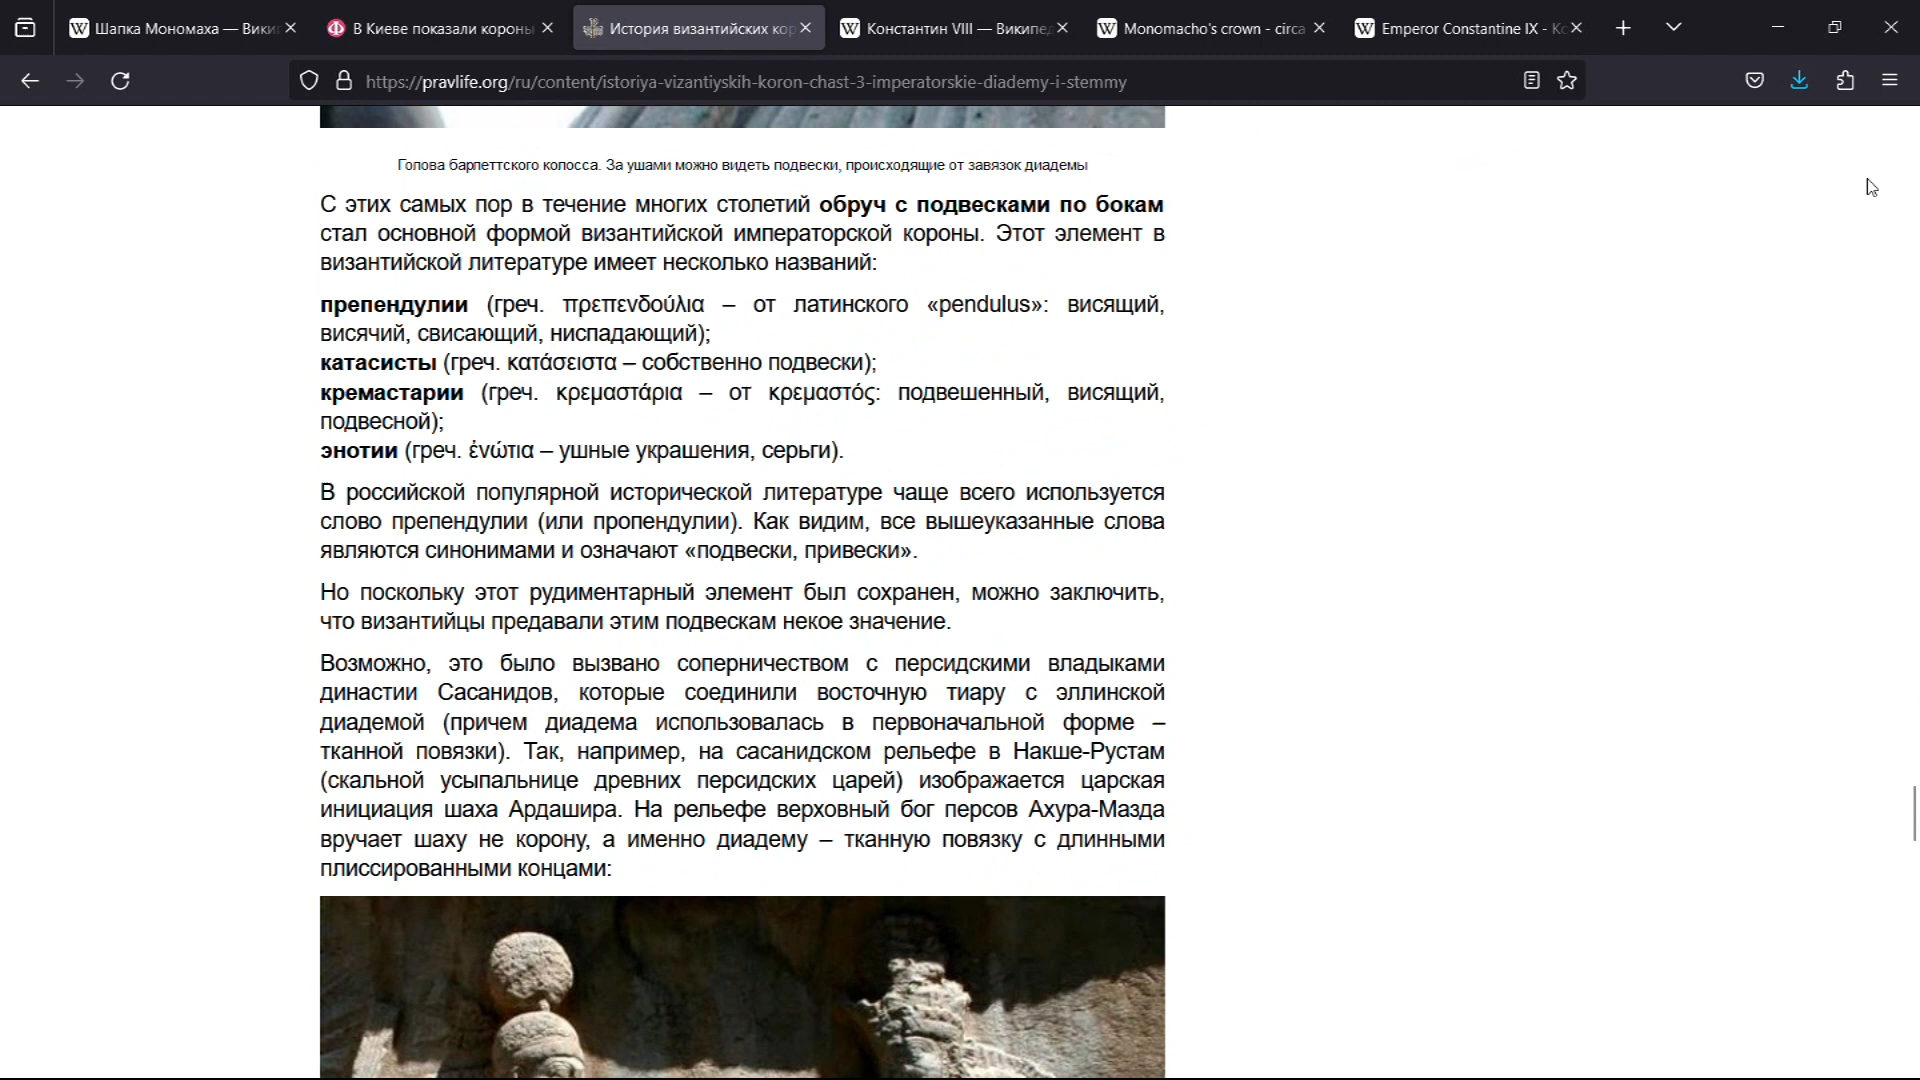 Шапка Мономаха — Вики
В Киеве показали короны
История византийских кор
Константин VIII — Википед
Monomacho's crown - circa
Emperor Constantine IX - Ко
https://pravlife.org/ru/content/istoriya-vizantiyskih-koron-chast-3-imperatorskie-diademy-i-stemmy
Голова барлеттского колосса. За ушами можно видеть подвески, происходящие от завязок диадемы
С этих самых пор в течение многих столетий обруч с подвесками по бокам
стал основной формой византийской императорской короны. Этот элемент в
византийской литературе имеет несколько названий:
препендулии (греч. πρεπενδούλια – от латинского «pendulus»: висящий,
висячий, свисающий, ниспадающий);
катасисты (греч. κατάσειστα – собственно подвески);
кремастарии (греч. κρεμαστάρια – от κρεμαστός: подвешенный, висящий,
подвесной);
энотии (греч. ἐνώτια – ушные украшения, серьги).
В российской популярной исторической литературе чаще всего используется
слово препендулии (или пропендулии). Как видим, все вышеуказанные слова
являются синонимами и означают «подвески, привески».
Но поскольку этот рудиментарный элемент был сохранен, можно заключить,
что византийцы предавали этим подвескам некое значение.
Возможно, это было вызвано соперничеством с персидскими владыками
династии Сасанидов, которые соединили восточную тиару с эллинской
диадемой (причем диадема использовалась в первоначальной форме –
тканной повязки). Так, например, на сасанидском рельефе в Накше-Рустам
(скальной усыпальнице древних персидских царей) изображается царская
инициация шаха Ардашира. На рельефе верховный бог персов Ахура-Мазда
вручает шаху не корону, а именно диадему – тканную повязку с длинными
плиссированными концами: